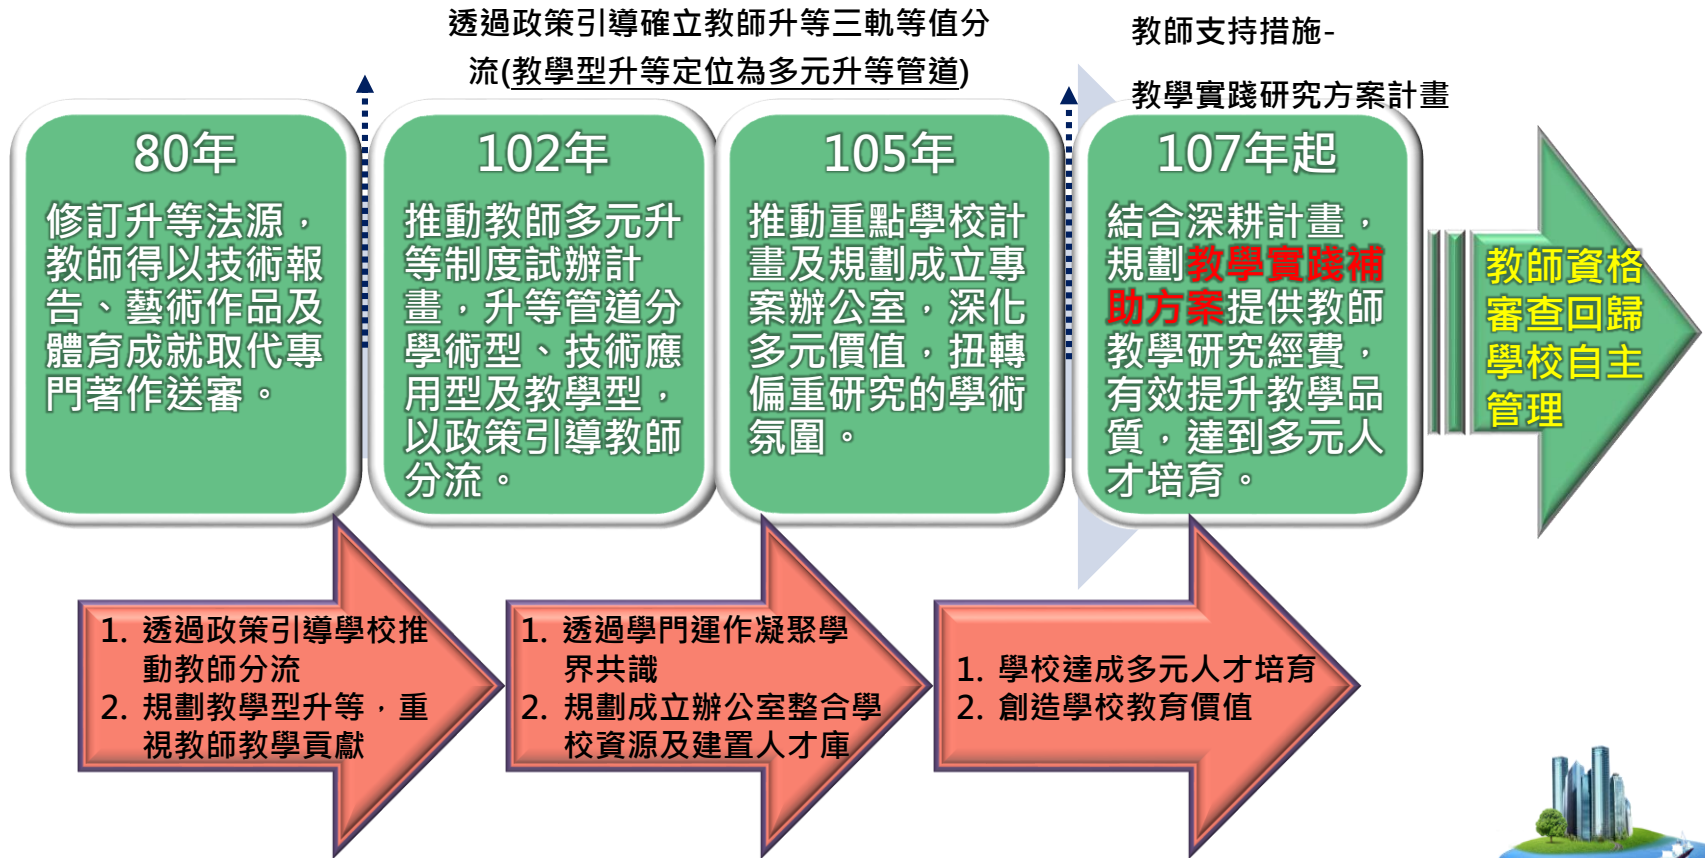 透過政策引導確立教師升等三軌等值分
流(教學型升等定位為多元升等管道)
教師支持措施-
教學實踐研究方案計畫
80年
修訂升等法源，
教師得以技術報
告、藝術作品及
體育成就取代專
門著作送審。
102年
推動教師多元升
等制度試辦計
畫，升等管道分
學術型、技術應
用型及教學型，
以政策引導教師
分流。
105年
推動重點學校計
畫及規劃成立專
案辦公室，深化
多元價值，扭轉
偏重研究的學術
氛圍。
107年起
結合深耕計畫，
規劃教學實踐補
助方案提供教師
教學研究經費，
有效提升教學品
質，達到多元人
才培育。
教師資格
審查回歸
學校自主
管理
1. 透過政策引導學校推
動教師分流
2. 規劃教學型升等，重
視教師教學貢獻
1. 透過學門運作凝聚學
界共識
2. 規劃成立辦公室整合學
校資源及建置人才庫
1. 學校達成多元人才培育
2. 創造學校教育價值